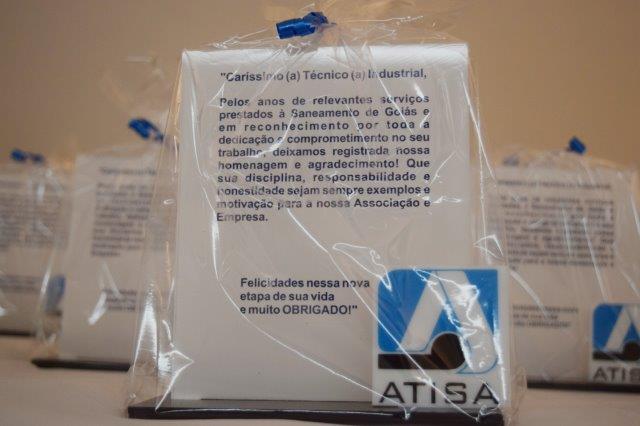 "Caríssimo (a) Técnico (a) Industrial,
Pelos anos de relevantes serviços
prestados à Saneamento de Goiás e
em reconhecimento por toda a
dedicação e comprometimento no seu
trabalho, deixamos registrada nossa
homenagem e agradecimento! Que
sua disciplina, responsabilidade e
honestidade sejam sempre exemplos e
motivação para a nossa Associação e
Empresa.
Felicidades nessa nova
etapa de sua vida
e muito OBRIGADO!"
ATISA
ATISA